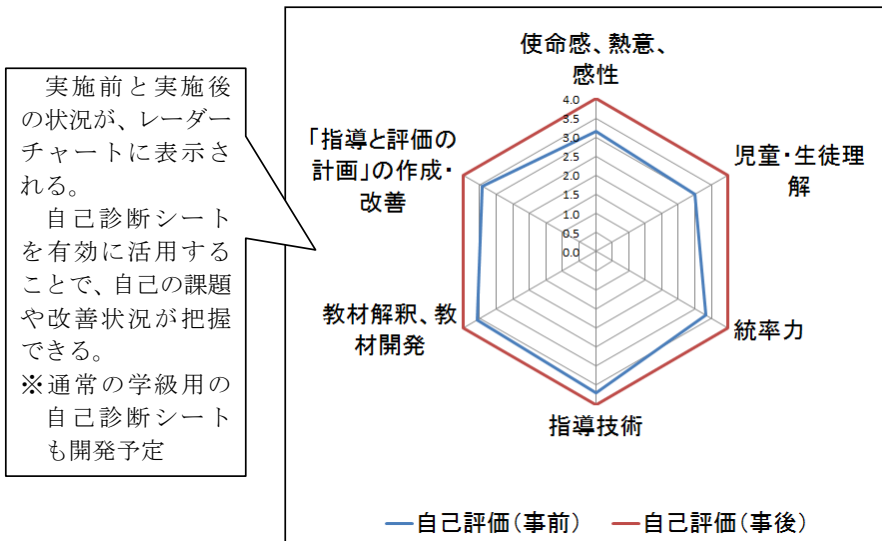 実施前と実施後
の状況が、レーダー
チャートに表示さ
れる。
自己診断シート
を有効に活用する
ことで、自己の課題
や改善状況が把握
できる。
※通常の学級用の
自己診断シート
も開発予定
使命感、熱意、
感性
4.0
3.5
3.0
2.5
2.0
1.5
1.0
0.5
0.0
児童・生徒理
解
統率力
指導技術
教材解釈、教
材開発
「指導と評価の
計画」の作成・
改善
自己評価（事前）
自己評価（事後）